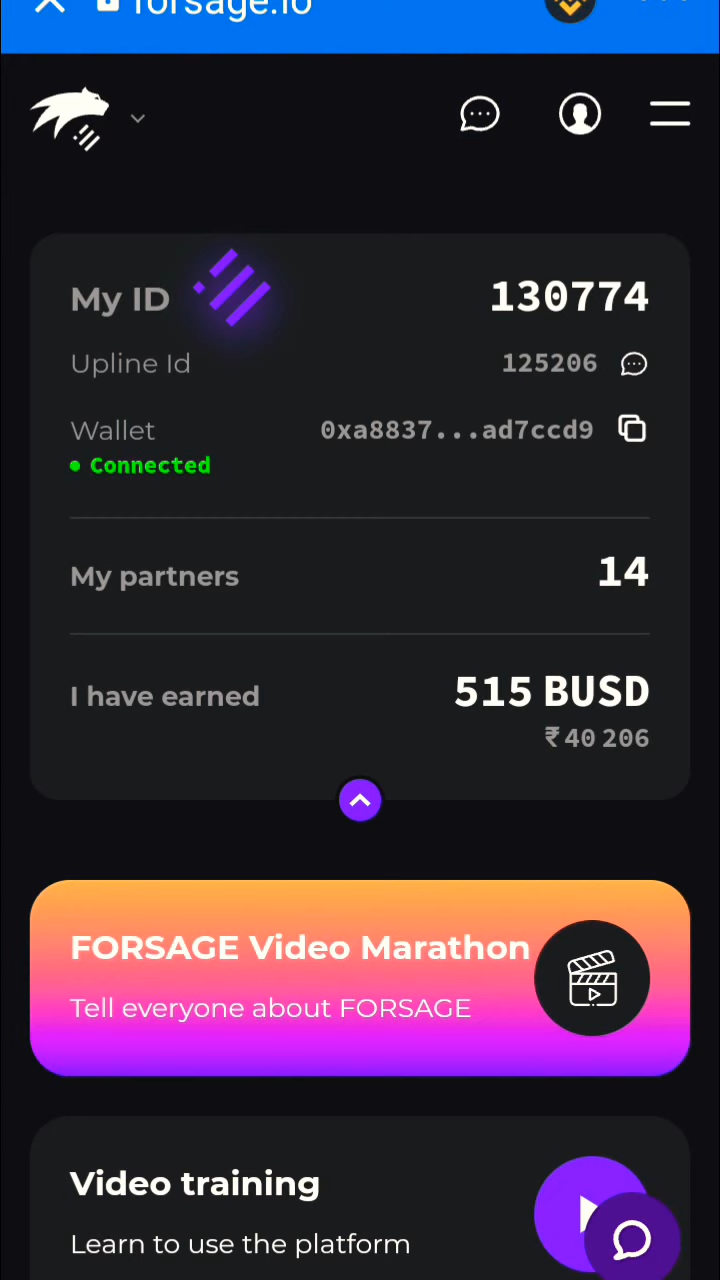 forsage.io
My ID 130774
Upline Id 125206
Wallet 0xa8837...ad7ccd9
Connected
My partners 14
I have earned 515 BUSD
₹40 206
FORSAGE Video Marathon
Tell everyone about FORSAGE
Video training
Learn to use the platform